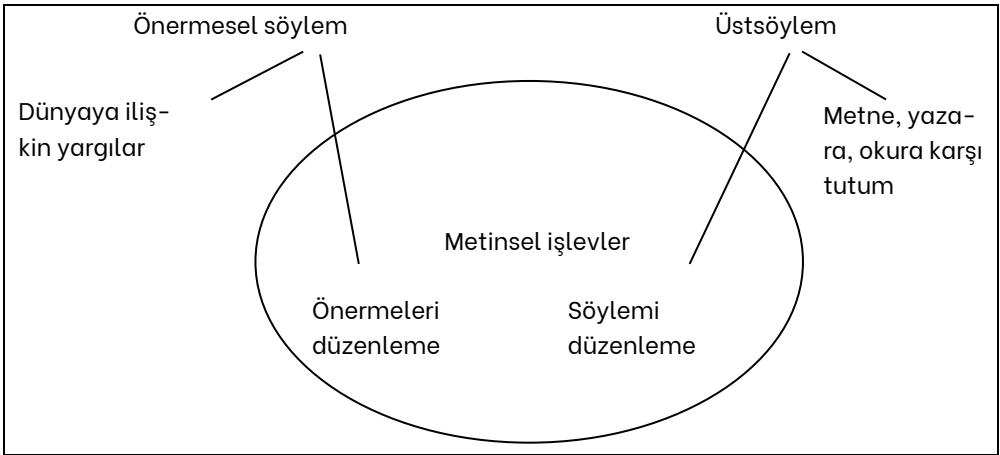 Önermesel söylem
Üstsöylem
Dünyaya iliş-
kin yargılar
Metne, yaza-
ra, okura karşı
tutum
Metinsel işlevler
Önermeleri
düzenleme
Söylemi
düzenleme